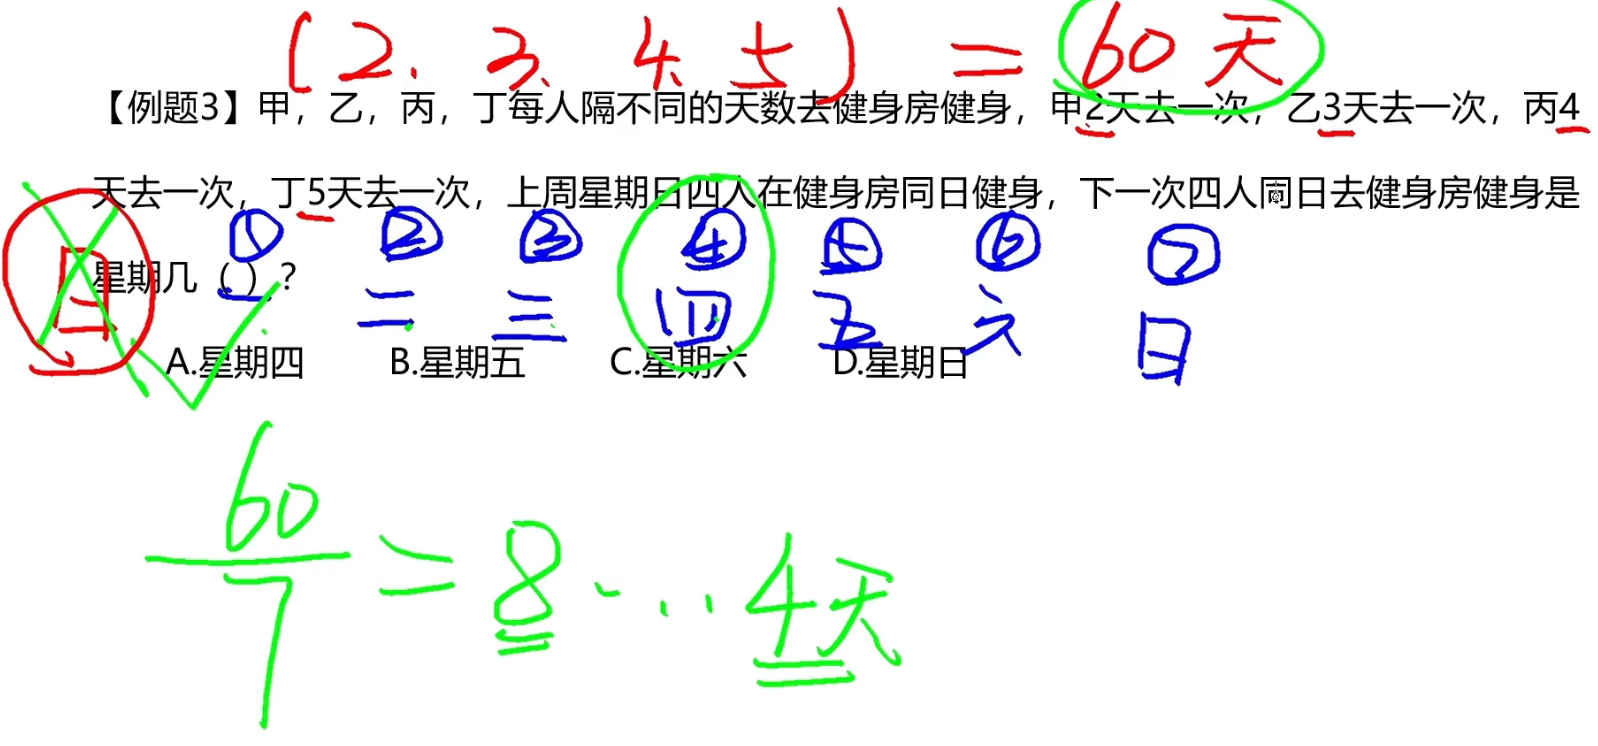 (2、3、4、5) = 60天
【例题3】甲，乙，丙，丁每人隔不同的天数去健身房健身，甲2天去一次，乙3天去一次，丙4
天去一次，丁5天去一次，上周星期日四人在健身房同日健身，下一次四人同日去健身房健身是
① ② ③ ④ ⑤ ⑥ ⑦
星期几（ ）？
日 一 二 三 四 五 六 日
A.星期四 B.星期五 C.星期六 D.星期日
60/7 = 8 ... 4天